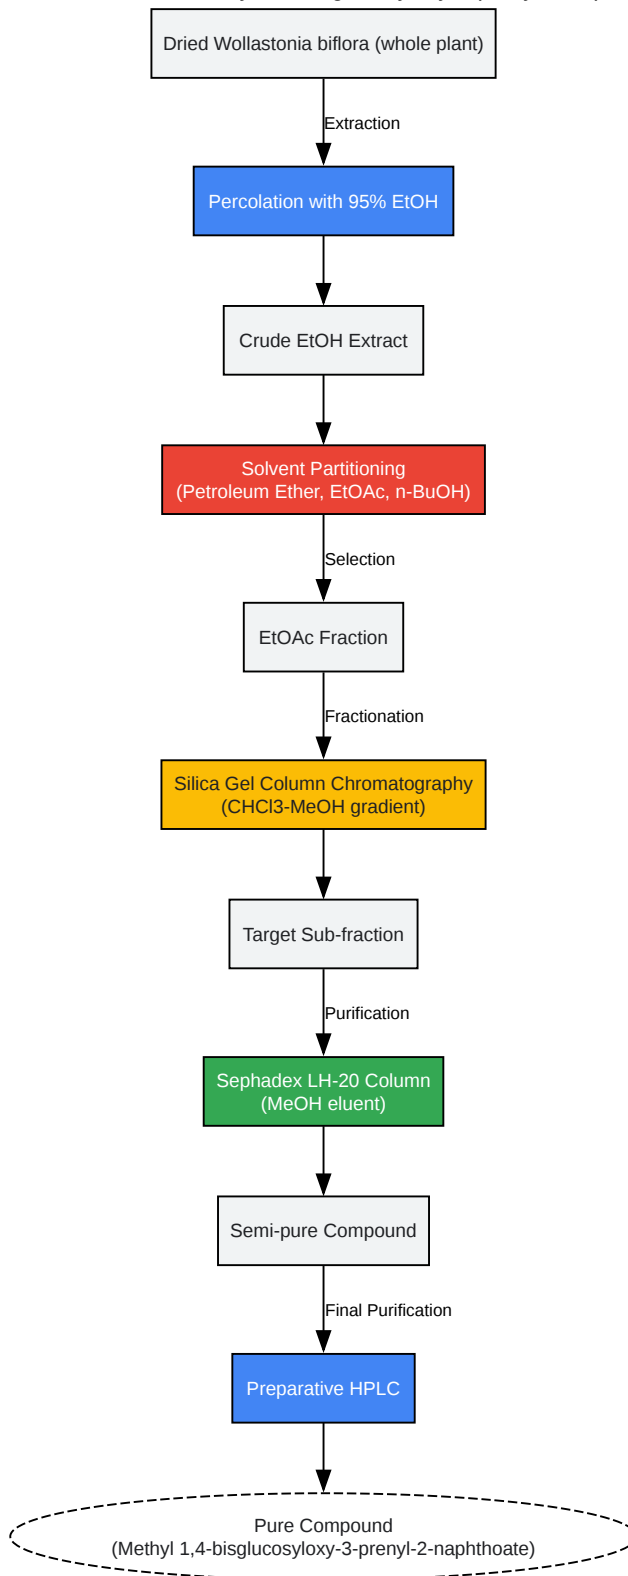 Dried Wollastonia biflora (whole plant)
Extraction
Percolation with 95% EtOH
Crude EtOH Extract
Solvent Partitioning
(Petroleum Ether, EtOAc, n-BuOH)
Selection
EtOAc Fraction
Fractionation
Silica Gel Column Chromatography
(CHCl3-MeOH gradient)
Target Sub-fraction
Purification
Sephadex LH-20 Column
(MeOH eluent)
Semi-pure Compound
Final Purification
Preparative HPLC
Pure Compound
(Methyl 1,4-bisglucosyloxy-3-prenyl-2-naphthoate)